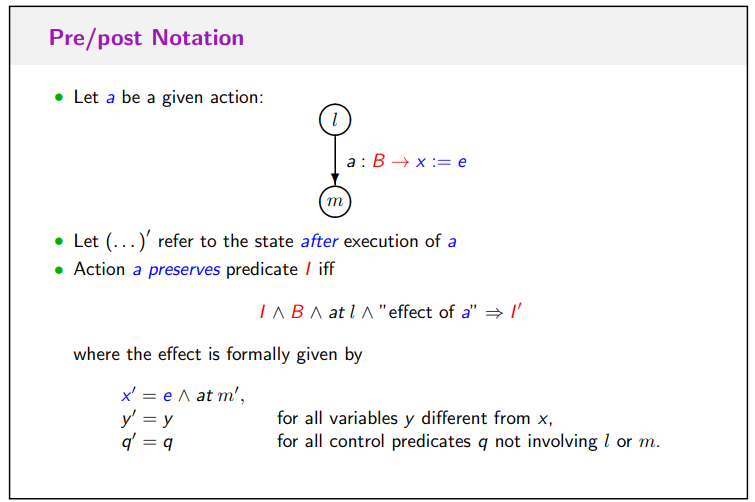 Pre/post Notation
• Let a be a given action:
l
a : B → x := e
m
• Let (...)′ refer to the state after execution of a
• Action a preserves predicate I iff
I ∧ B ∧ at l ∧ ”effect of a” ⇒ I′
where the effect is formally given by
x′ = e ∧ at m′,
y′ = y for all variables y different from x,
q′ = q for all control predicates q not involving l or m.